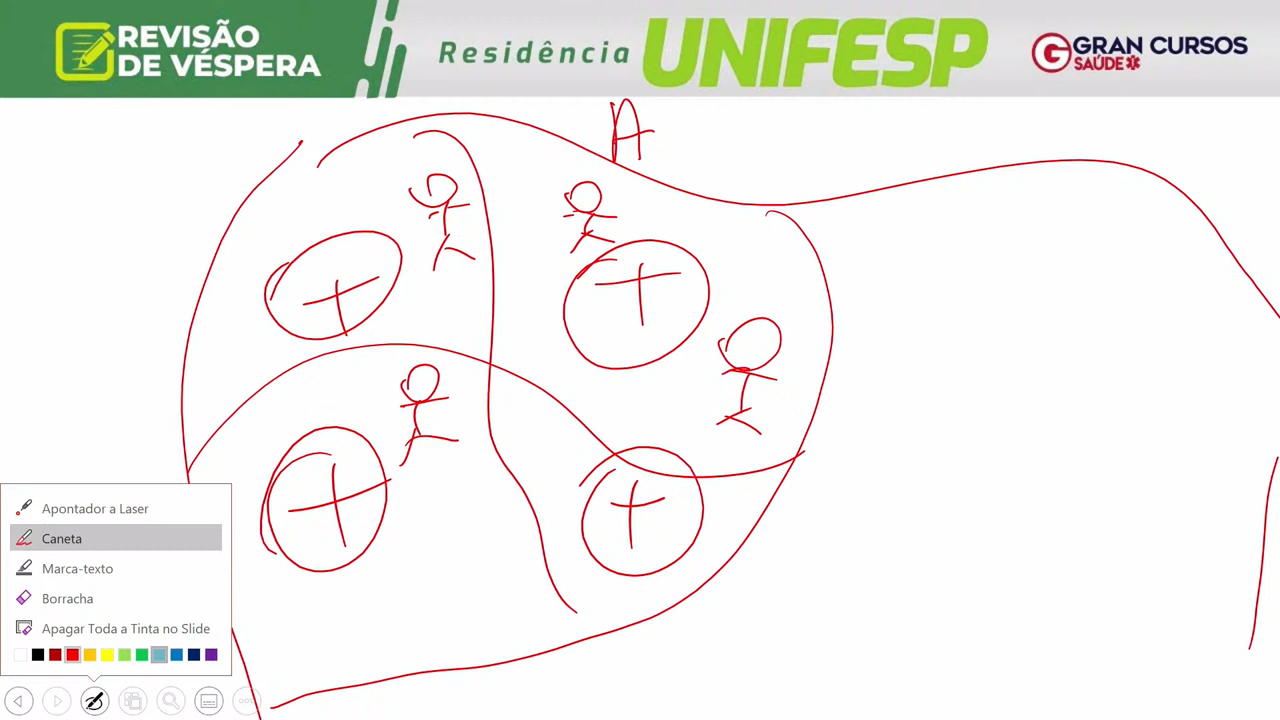 REVISÃO
DE VÉSPERA
Residência UNIFESP
GRAN CURSOS
SAÚDE
A
Apontador a Laser
Caneta
Marca-texto
Borracha
Apagar Toda a Tinta no Slide